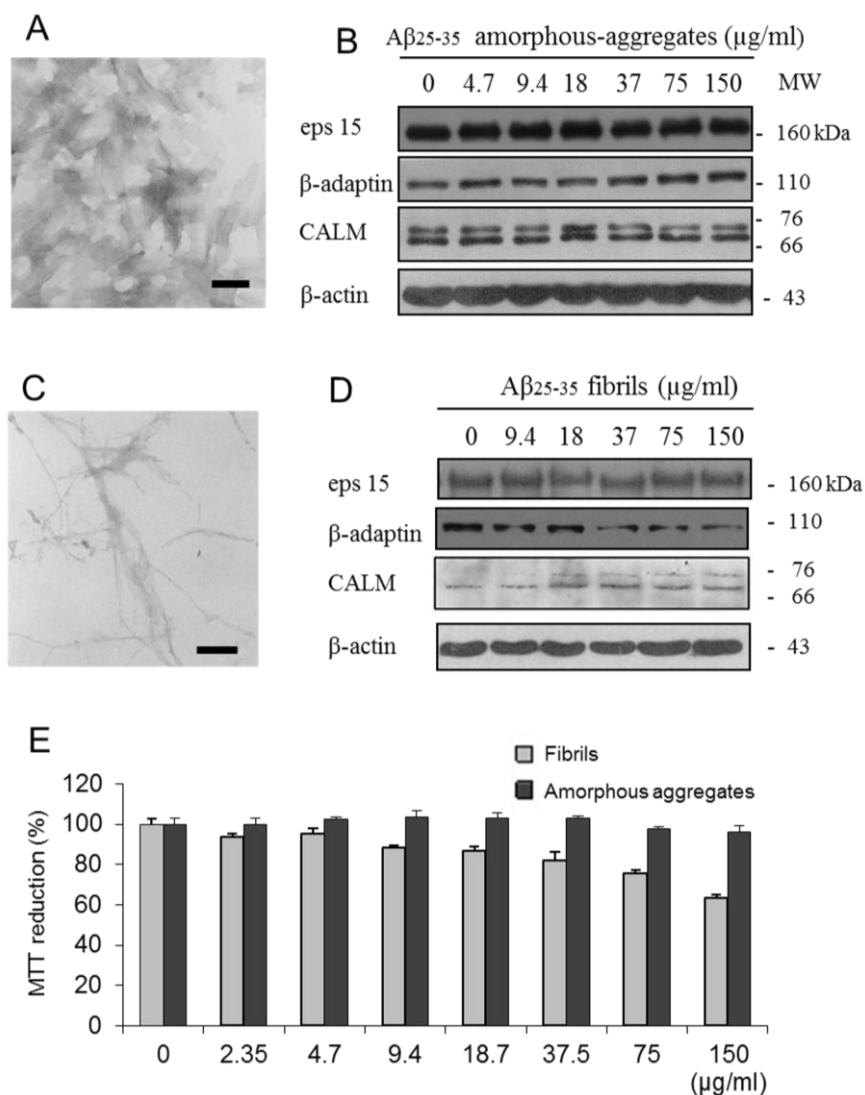 A
B
Aβ25-35 amorphous-aggregates (µg/ml)
0 4.7 9.4 18 37 75 150 MW
eps 15 - 160 kDa
β-adaptin - 110
CALM - 76
- 66
β-actin - 43
C
D
Aβ25-35 fibrils (µg/ml)
0 9.4 18 37 75 150
eps 15 - 160 kDa
β-adaptin - 110
CALM - 76
- 66
β-actin - 43
E
Fibrils
Amorphous aggregates
MTT reduction (%)
120
100
80
60
40
20
0
0 2.35 4.7 9.4 18.7 37.5 75 150
(µg/ml)